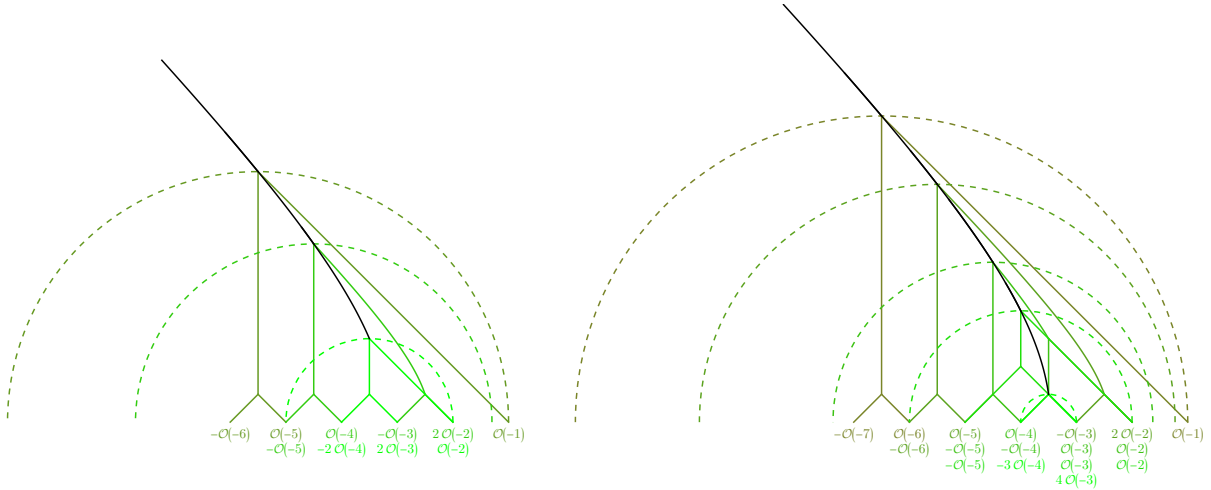 -𝒪(-6) 𝒪(-5) 𝒪(-4) -𝒪(-3) 2 𝒪(-2) 𝒪(-1)
-𝒪(-5) -2 𝒪(-4) 2 𝒪(-3) 𝒪(-2)
-𝒪(-7) 𝒪(-6) 𝒪(-5) 𝒪(-4) -𝒪(-3) 2 𝒪(-2) 𝒪(-1)
-𝒪(-6) -𝒪(-5) -𝒪(-4) 𝒪(-3) 𝒪(-2)
-𝒪(-5) -3 𝒪(-4) 𝒪(-3) 𝒪(-2)
4 𝒪(-3)